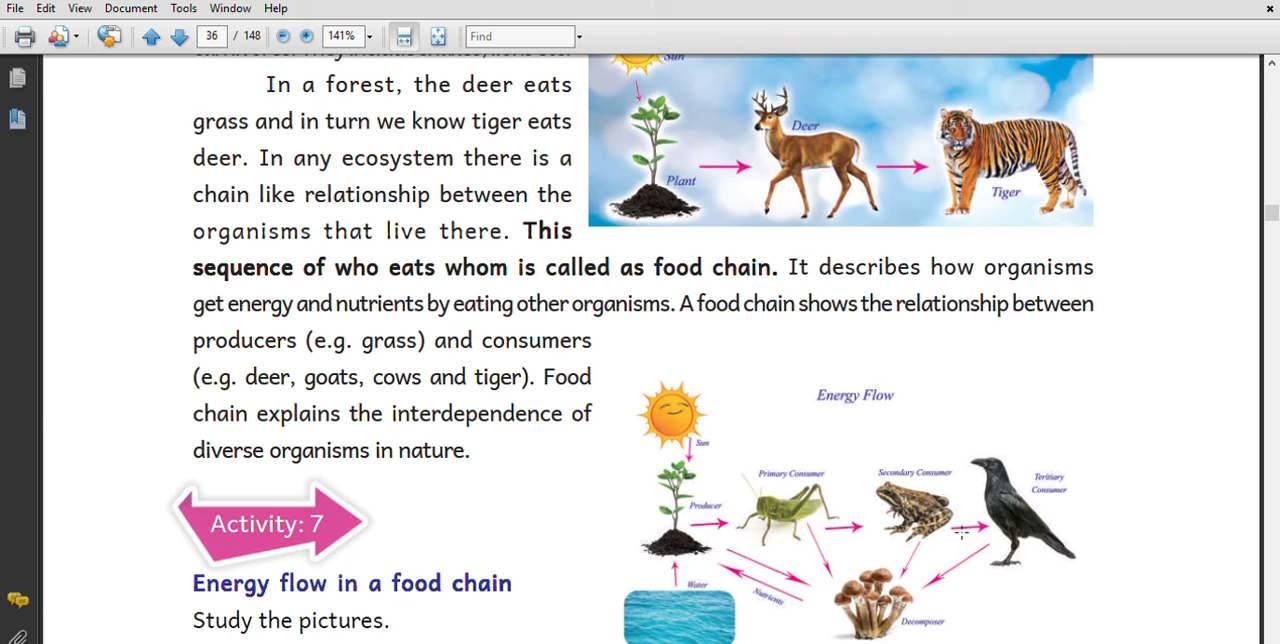 File Edit View Document Tools Window Help
36 / 148 141% Find
Sun
In a forest, the deer eats
grass and in turn we know tiger eats
deer. In any ecosystem there is a
chain like relationship between the
organisms that live there. This
Deer
Plant
Tiger
sequence of who eats whom is called as food chain. It describes how organisms
get energy and nutrients by eating other organisms. A food chain shows the relationship between
producers (e.g. grass) and consumers
(e.g. deer, goats, cows and tiger). Food
chain explains the interdependence of
diverse organisms in nature.
Activity: 7
Energy flow in a food chain
Study the pictures.
Energy Flow
Sun
Primary Consumer
Secondary Consumer
Teritiary
Consumer
Producer
Water
Nutrients
Decomposer